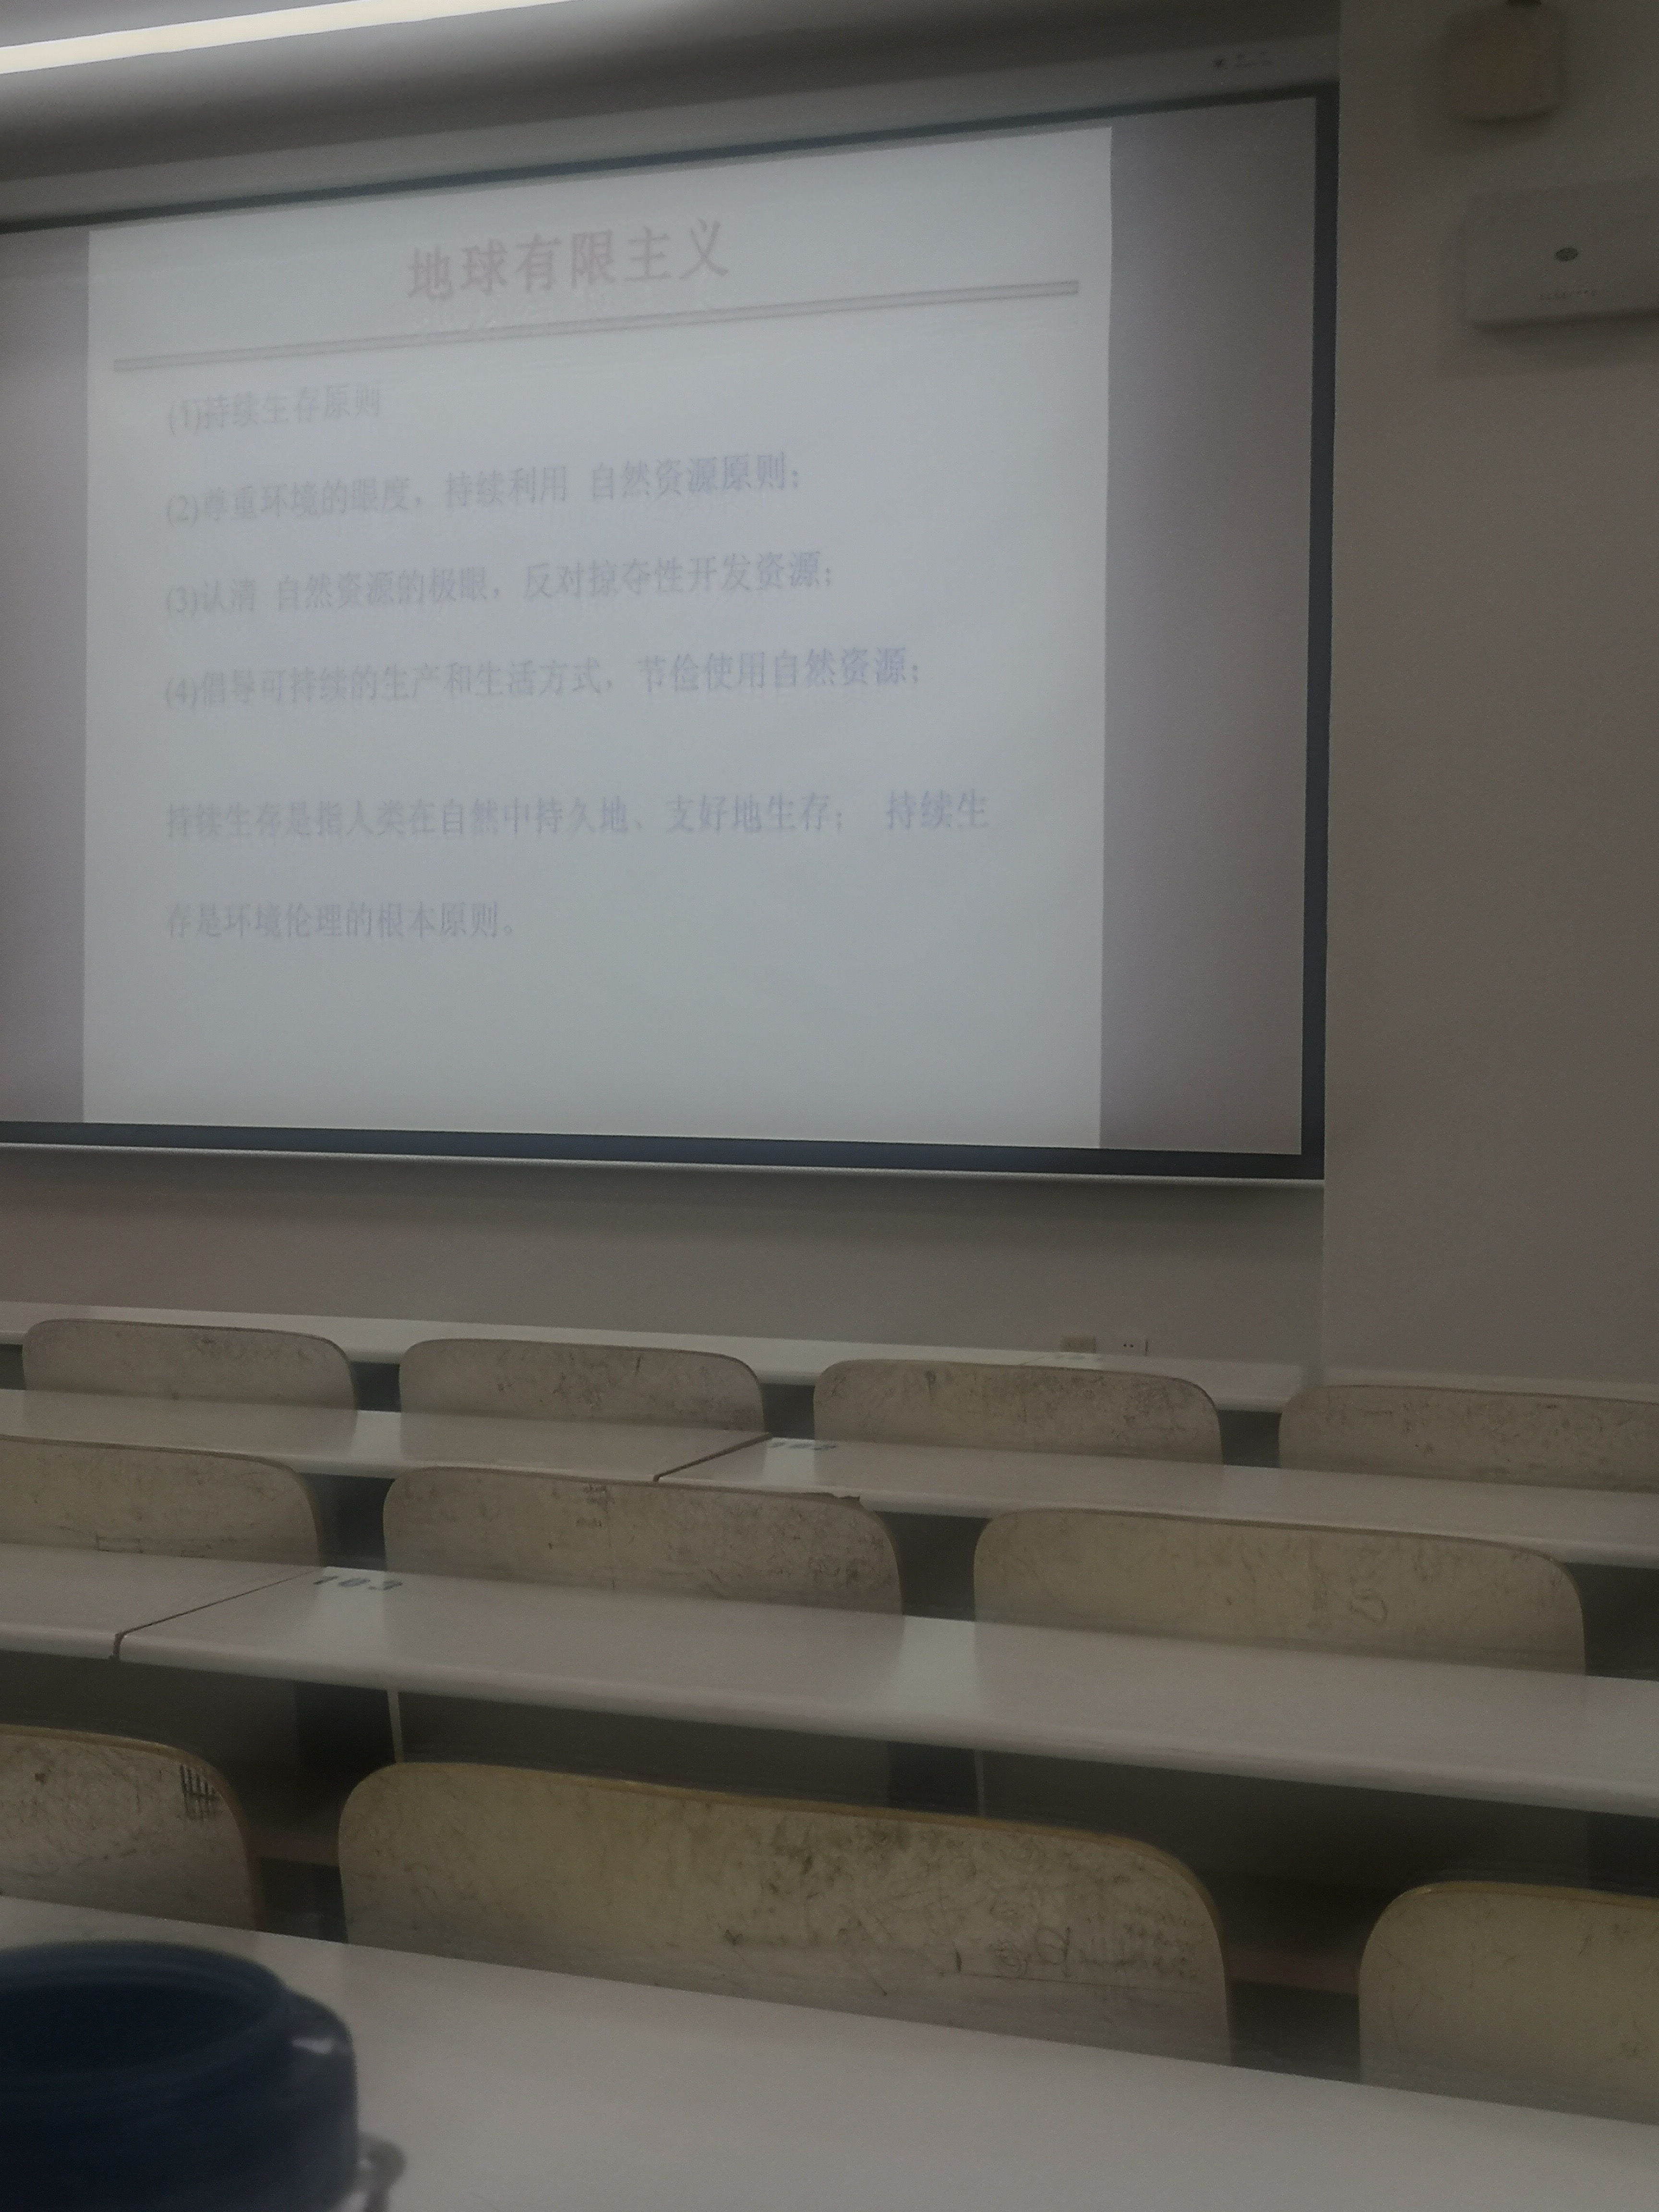 地球有限主义
(1)持续生存原则
(2)尊重环境的眼度，持续利用 自然资源原则；
(3)认清 自然资源的极眼，反对掠夺性开发资源；
(4)倡导可持续的生产和生活方式，节俭使用自然资源；
持续生存是指人类在自然中持久地、支好地生存； 持续生
存是环境伦理的根本原则。
102
103